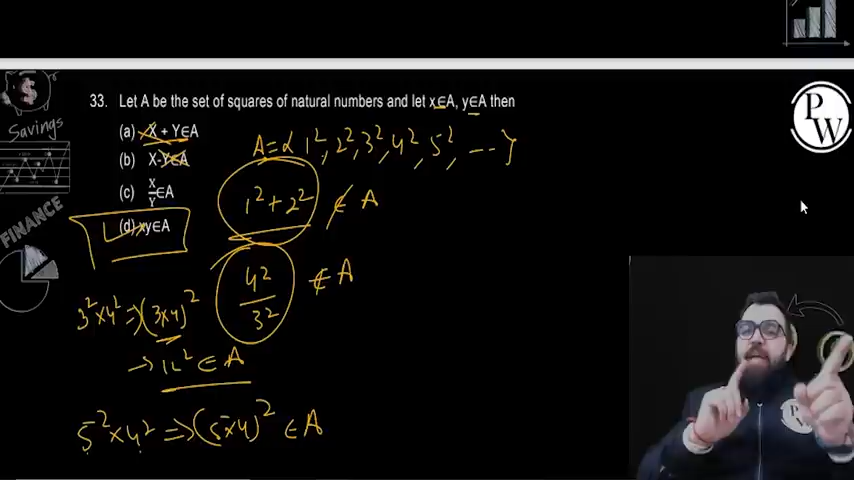 33. Let A be the set of squares of natural numbers and let x∈A, y∈A then
(a) X + Y∈A
(b) X-Y∈A
(c) X/Y∈A
(d) xy∈A
A = { 1², 2², 3², 4², 5², --- }
1² + 2² ∉ A
4²/3² ∉ A
3² × 4² ⇒ (3×4)²
→ 12² ∈ A
5² × 4² ⇒ (5×4)² ∈ A
Savings
FINANCE
P
W
P
W